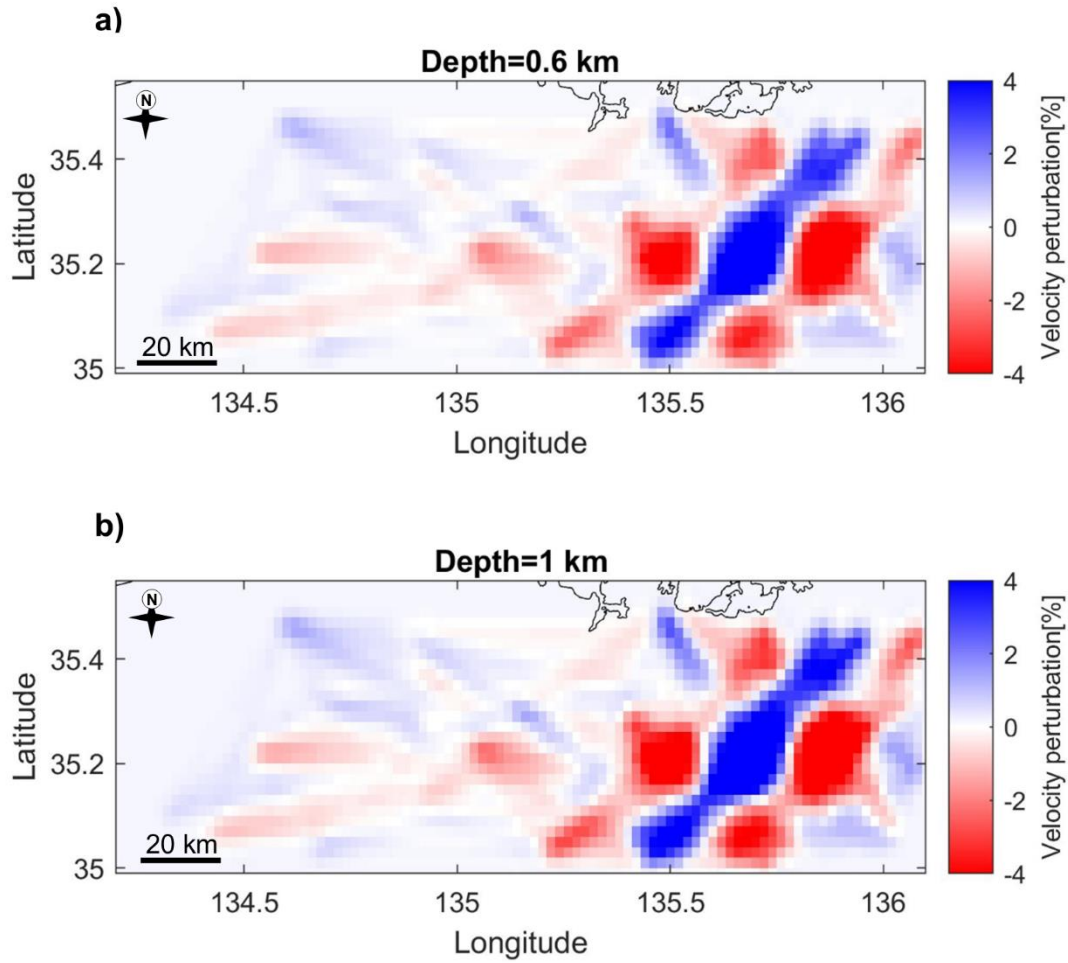 a)
Depth=0.6 km
N
4
35.4
2
Latitude
0
Velocity perturbation[%]
35.2
-2
20 km
35
-4
134.5 135 135.5 136
Longitude
b)
Depth=1 km
N
4
35.4
2
Latitude
0
Velocity perturbation[%]
35.2
-2
20 km
35
-4
134.5 135 135.5 136
Longitude